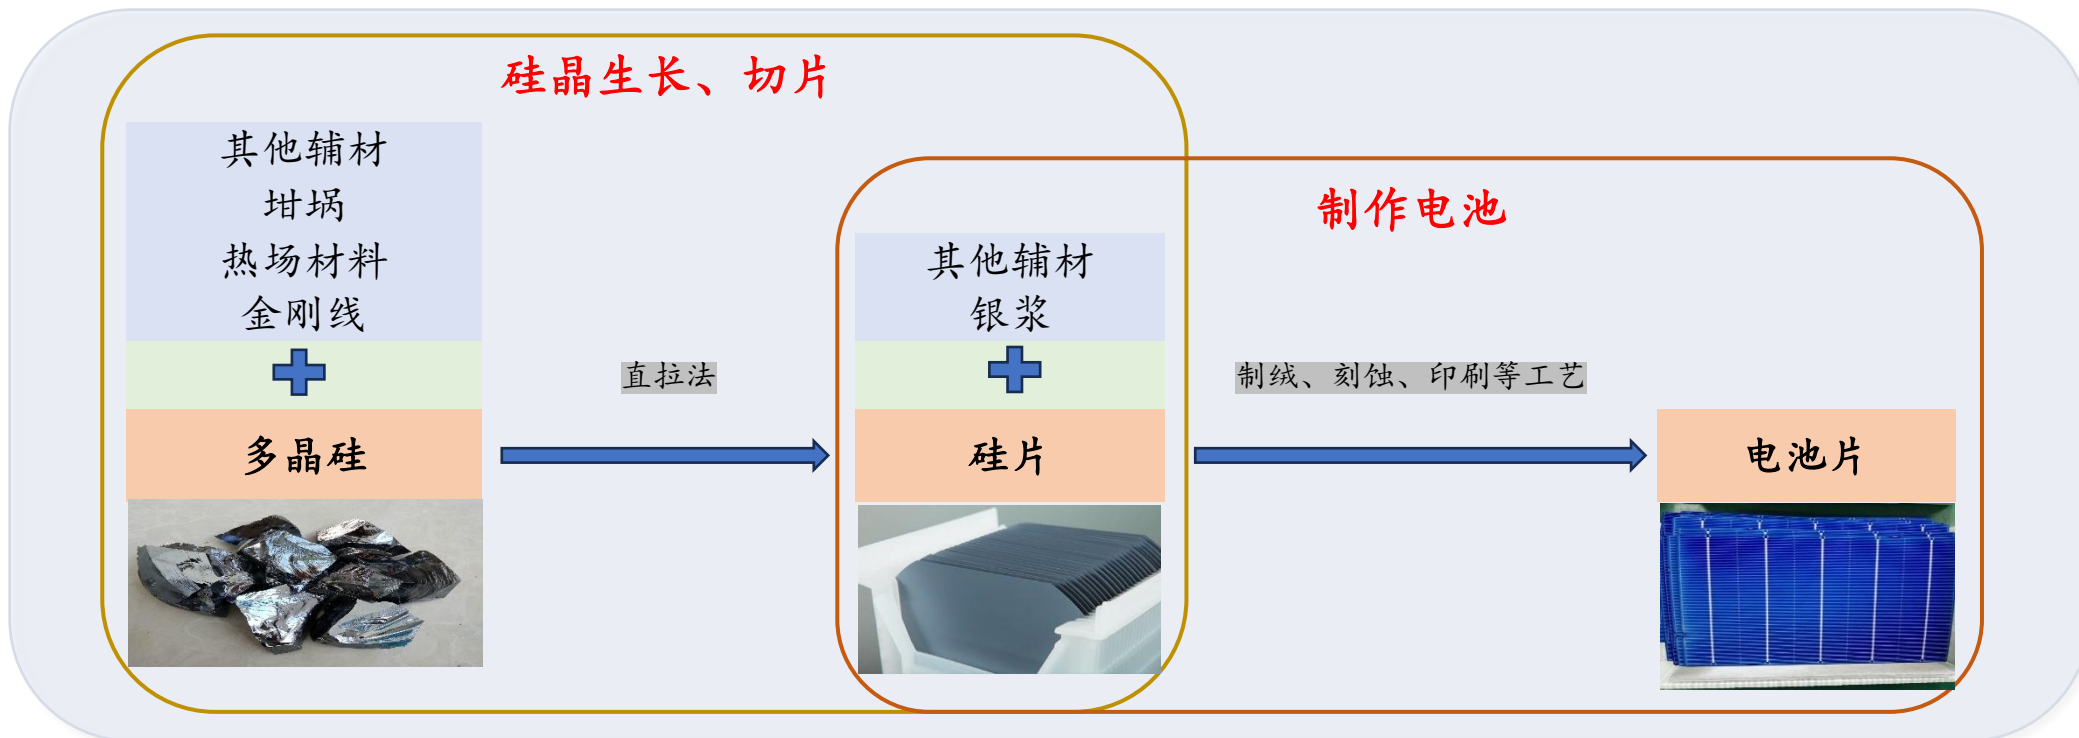 硅晶生长、切片
其他辅材
坩埚
热场材料
金刚线
多晶硅
直拉法
制作电池
其他辅材
银浆
硅片
制绒、刻蚀、印刷等工艺
电池片